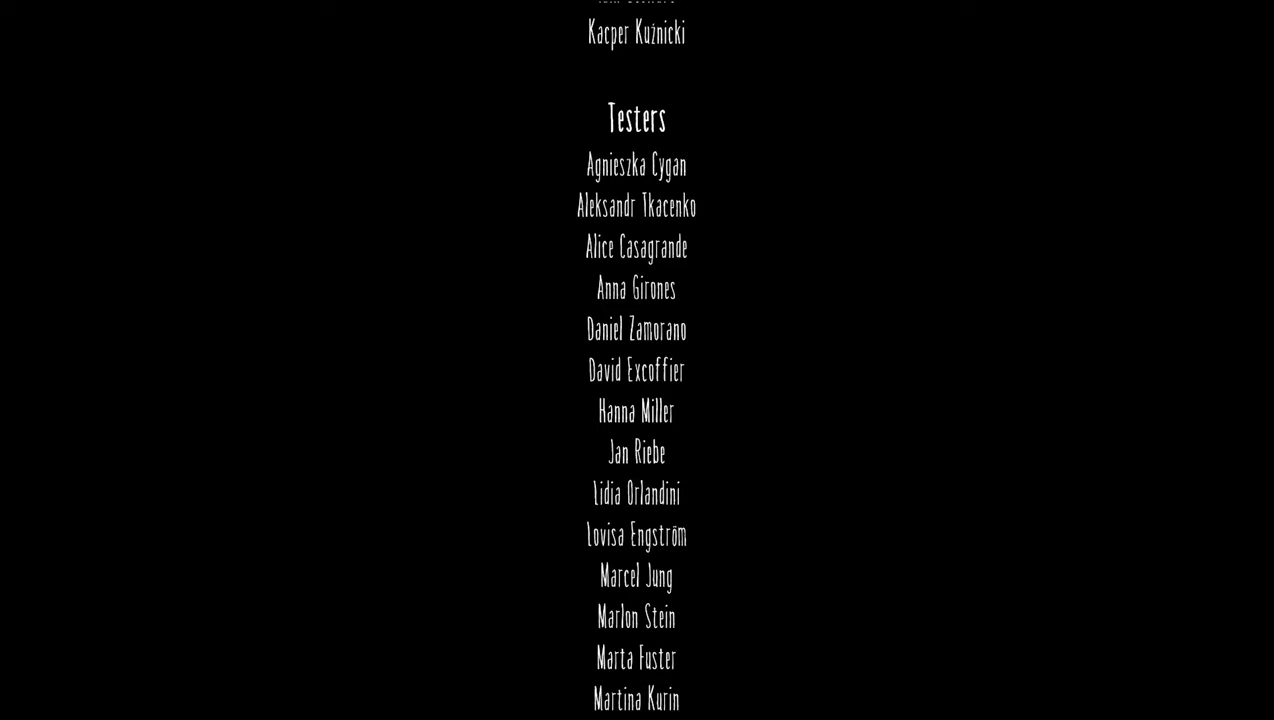 Kacper Kuźnicki
Testers
Agnieszka Cygan
Aleksandr Tkacenko
Alice Casagrande
Anna Girones
Daniel Zamorano
David Excoffier
Hanna Miller
Jan Riebe
Lidia Orlandini
Lovisa Engström
Marcel Jung
Marlon Stein
Marta Fuster
Martina Kurin